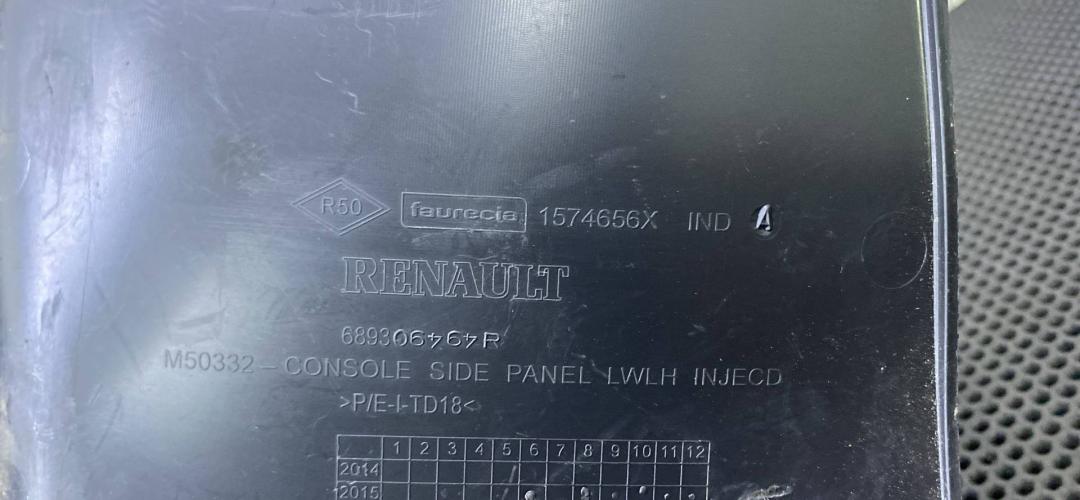 R50 faurecia 1574656X IND A
RENAULT
689306464R
M50332 - CONSOLE SIDE PANEL LWLH INJECD
>P/E-I-TD18<
1 2 3 4 5 6 7 8 9 10 11 12
2014
2015